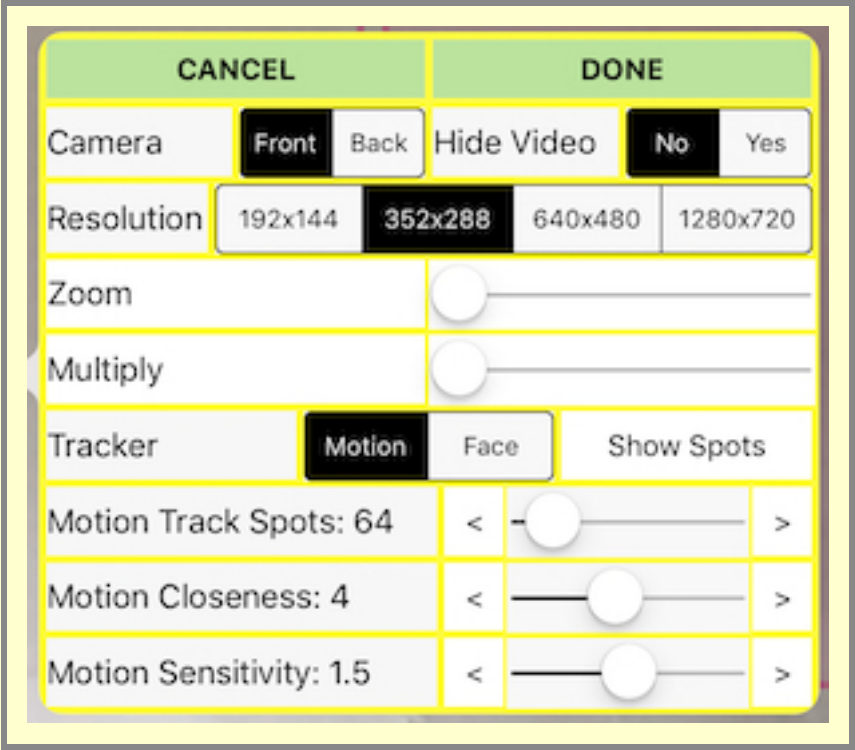 CANCEL DONE
Camera Front Back Hide Video No Yes
Resolution 192x144 352x288 640x480 1280x720
Zoom
Multiply
Tracker Motion Face Show Spots
Motion Track Spots: 64 < >
Motion Closeness: 4 < >
Motion Sensitivity: 1.5 < >